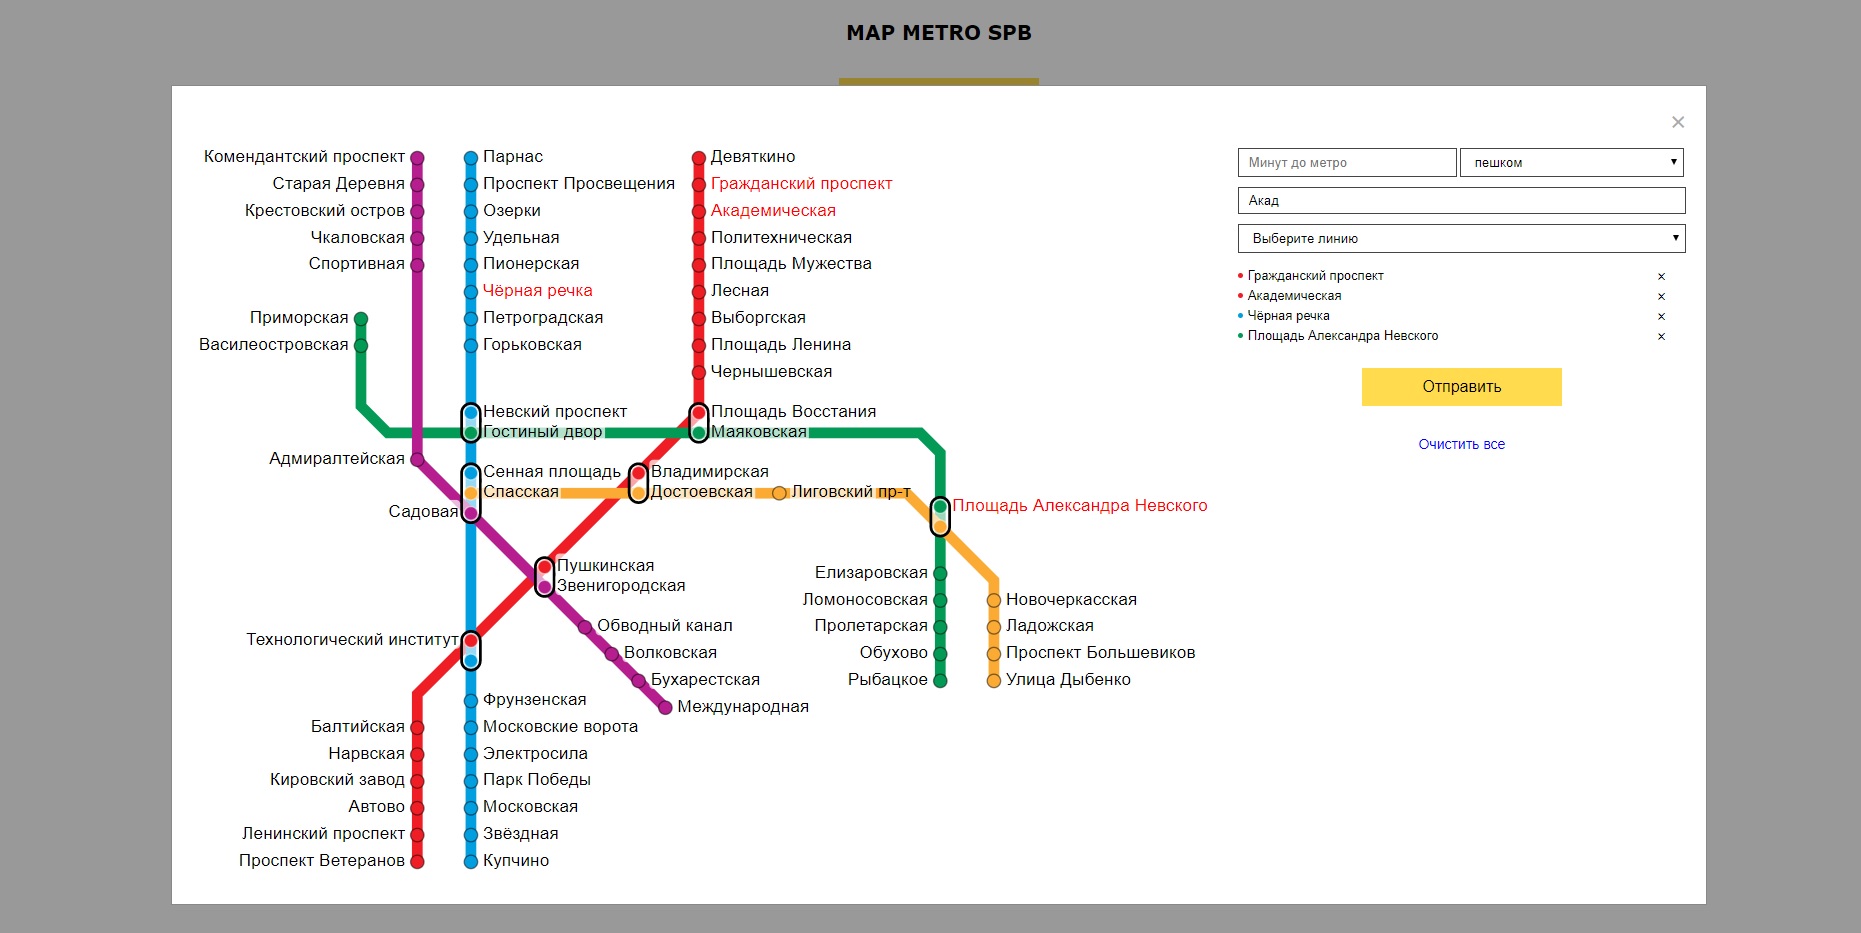 MAP METRO SPB
×
Комендантский проспект
Старая Деревня
Крестовский остров
Чкаловская
Спортивная
Приморская
Василеостровская
Адмиралтейская
Садовая
Технологический институт
Балтийская
Нарвская
Кировский завод
Автово
Ленинский проспект
Проспект Ветеранов
Парнас
Проспект Просвещения
Озерки
Удельная
Пионерская
Чёрная речка
Петроградская
Горьковская
Невский проспект
Гостиный двор
Сенная площадь
Спасская
Фрунзенская
Московские ворота
Электросила
Парк Победы
Московская
Звёздная
Купчино
Девяткино
Гражданский проспект
Академическая
Политехническая
Площадь Мужества
Лесная
Выборгская
Площадь Ленина
Чернышевская
Площадь Восстания
Маяковская
Владимирская
Достоевская
Лиговский пр-т
Пушкинская
Звенигородская
Обводный канал
Волковская
Бухарестская
Международная
Площадь Александра Невского
Елизаровская
Ломоносовская
Пролетарская
Обухово
Рыбацкое
Новочеркасская
Ладожская
Проспект Большевиков
Улица Дыбенко
Минут до метро
пешком
Акад
Выберите линию
Гражданский проспект ×
Академическая ×
Чёрная речка ×
Площадь Александра Невского ×
Отправить
Очистить все